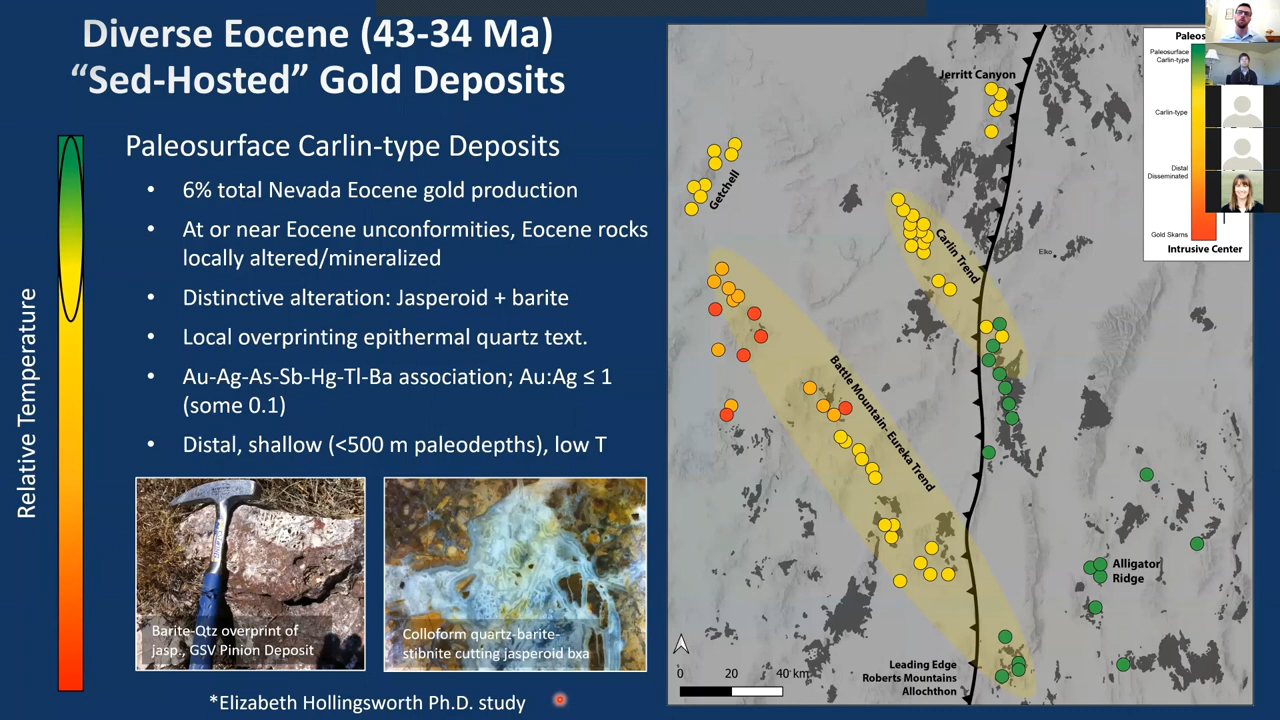 Diverse Eocene (43-34 Ma)
“Sed-Hosted” Gold Deposits
Relative Temperature
Paleosurface Carlin-type Deposits
• 6% total Nevada Eocene gold production
• At or near Eocene unconformities, Eocene rocks
locally altered/mineralized
• Distinctive alteration: Jasperoid + barite
• Local overprinting epithermal quartz text.
• Au-Ag-As-Sb-Hg-Tl-Ba association; Au:Ag ≤ 1
(some 0.1)
• Distal, shallow (<500 m paleodepths), low T
Barite-Qtz overprint of
jasp., GSV Pinion Deposit
Colloform quartz-barite-
stibnite cutting jasperoid bxa
*Elizabeth Hollingsworth Ph.D. study
Jerritt Canyon
Getchell
Carlin Trend
Elko
Battle Mountain- Eureka Trend
Alligator
Ridge
Leading Edge
Roberts Mountains
Allochthon
0 20 40 km
Paleos
Paleosurface
Carlin-type
Carlin-type
Distal
Disseminated
Gold Skarns
Intrusive Center